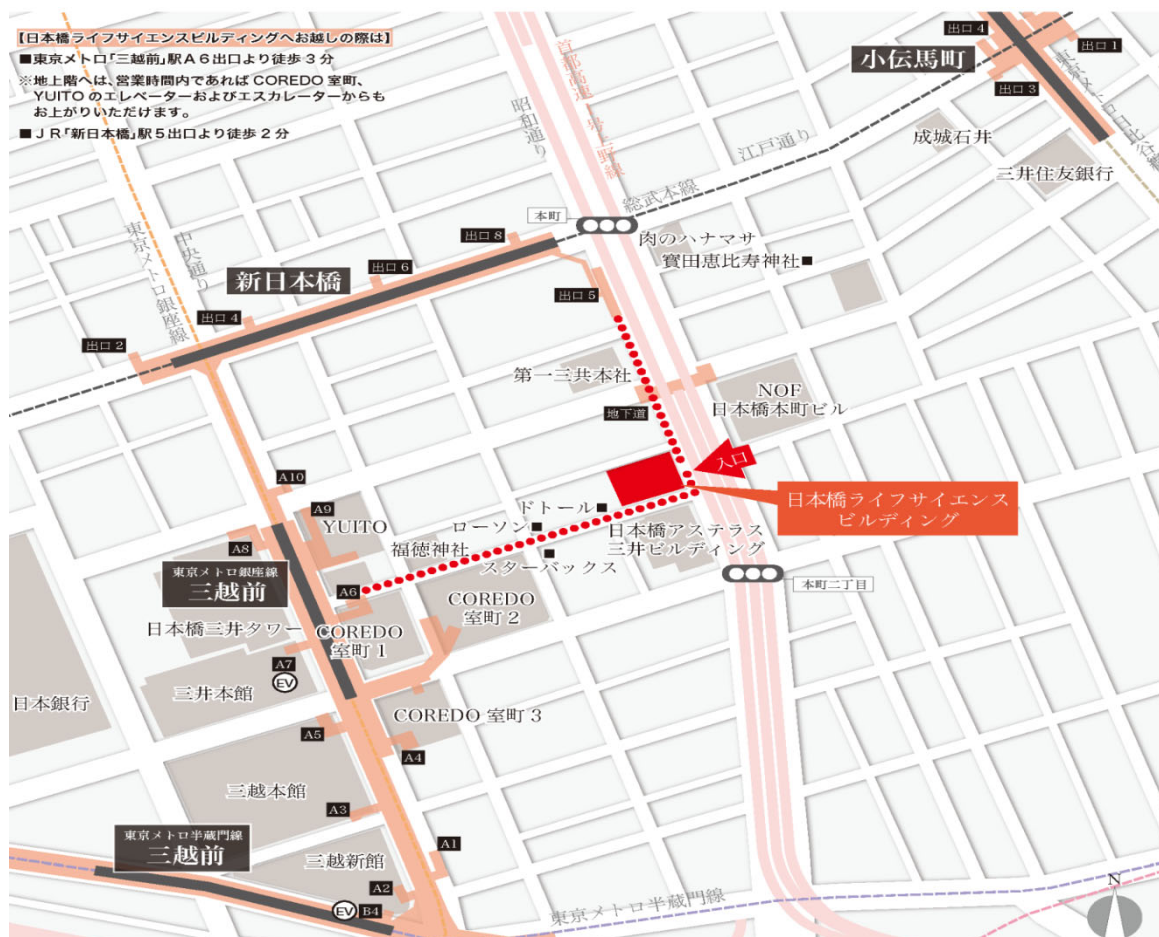 【日本橋ライフサイエンスビルディングへお越しの際は】
■東京メトロ「三越前」駅A6出口より徒歩3分
※地上階へは、営業時間内であればCOREDO室町、
YUITOのエレベーターおよびエスカレーターからも
お上がりいただけます。
■JR「新日本橋」駅5出口より徒歩2分
首都高速一号上野線
昭和通り
小伝馬町
出口4
出口1
出口3
東京メトロ日比谷線
江戸通り
成城石井
三井住友銀行
総武本線
本町
肉のハナマサ
寳田恵比寿神社■
出口8
出口6
出口5
新日本橋
中央通り
東京メトロ銀座線
出口4
出口2
第一三共本社
地下道
NOF
日本橋本町ビル
入口
日本橋ライフサイエンス
ビルディング
A10
A9
YUITO
ドトール■
ローソン■
福徳神社
■
スターバックス
日本橋アステラス
三井ビルディング
A8
東京メトロ銀座線
三越前
A6
本町二丁目
COREDO
室町2
COREDO
室町1
日本橋三井タワー
A7
EV
三井本館
日本銀行
COREDO 室町3
A5
A4
三越本館
A3
東京メトロ半蔵門線
三越前
三越新館
A1
A2
EV
B4
東京メトロ半蔵門線
N